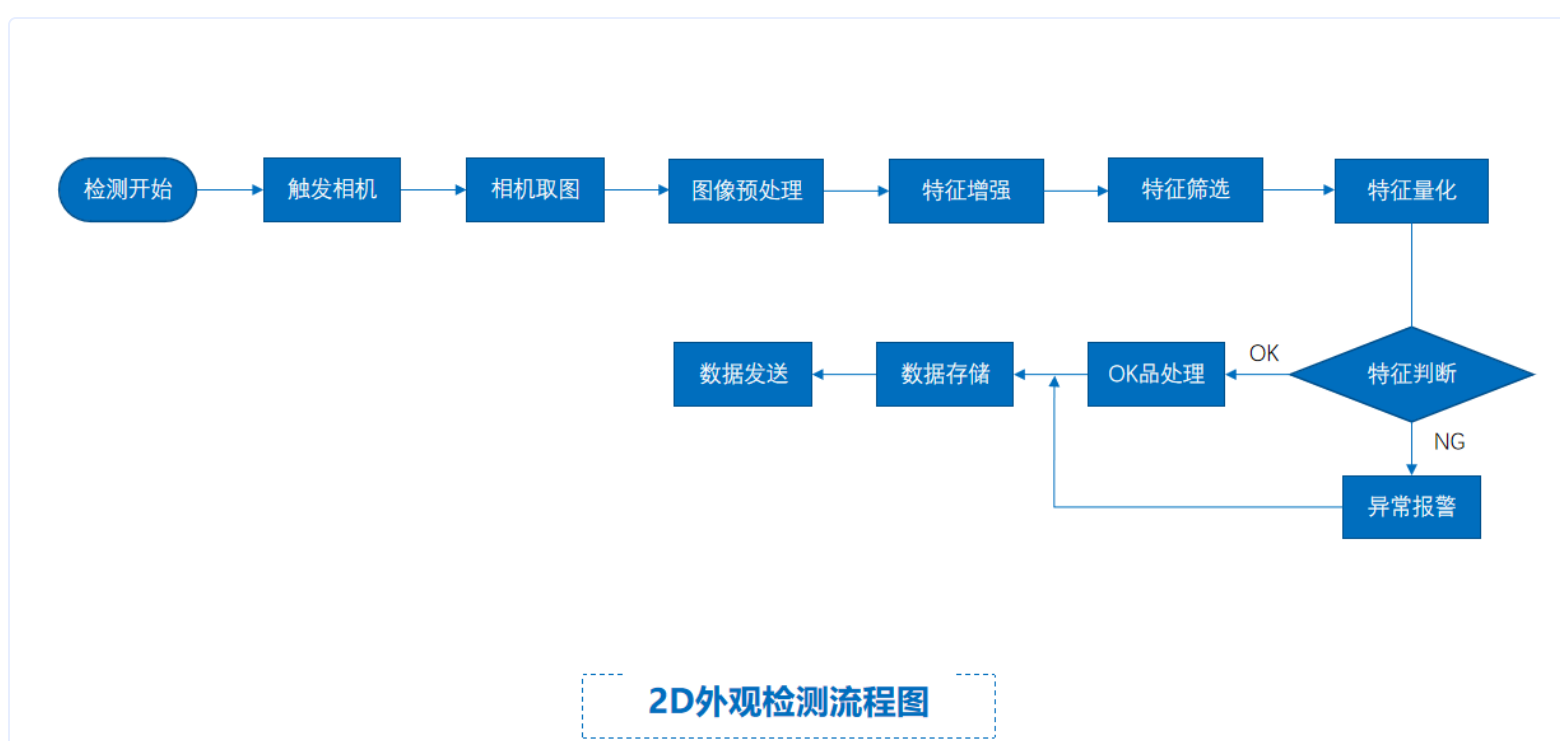 检测开始
触发相机
相机取图
图像预处理
特征增强
特征筛选
特征量化
数据发送
数据存储
OK品处理
OK
特征判断
NG
异常报警
2D外观检测流程图